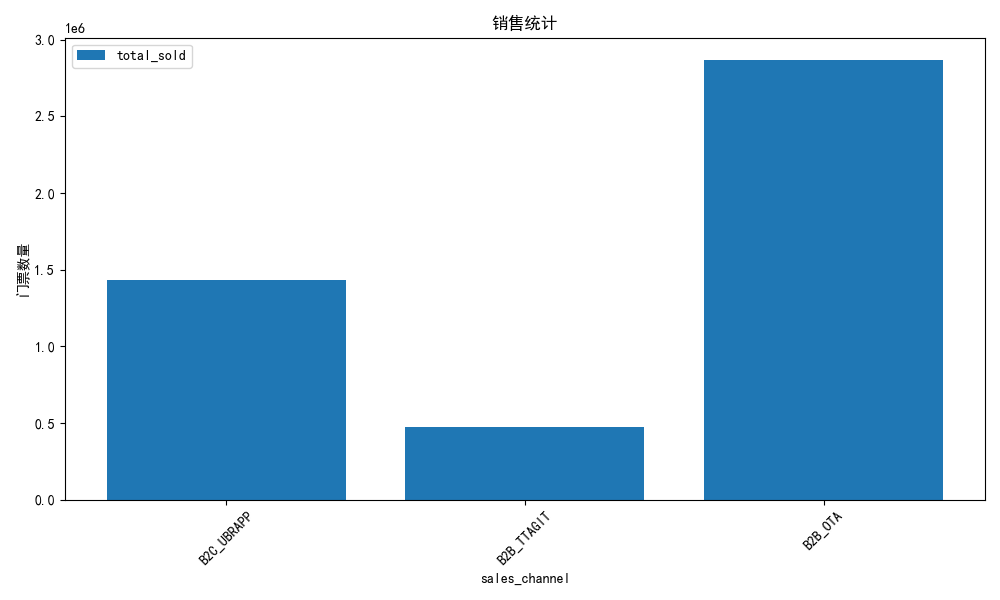 销售统计
1e6
total_sold
3.0
2.5
2.0
1.5
1.0
0.5
0.0
门票数量
B2C_UBRAPP
B2B_TTAGIT
B2B_OTA
sales_channel